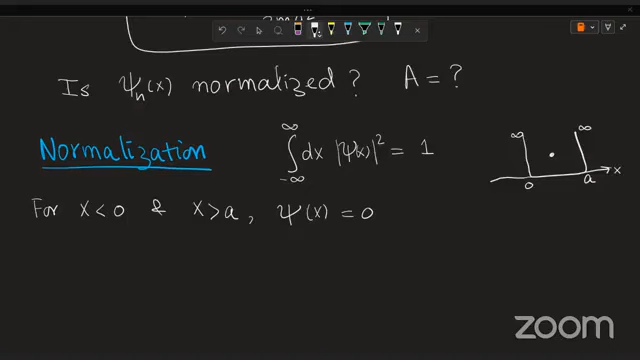 Is Ψₙ(x) normalized ? A = ?
Normalization ∫_{-∞}^{∞} dx |Ψ(x)|² = 1
∞ ∞
0 a x
For x < 0 & x > a, Ψ(x) = 0
zoom